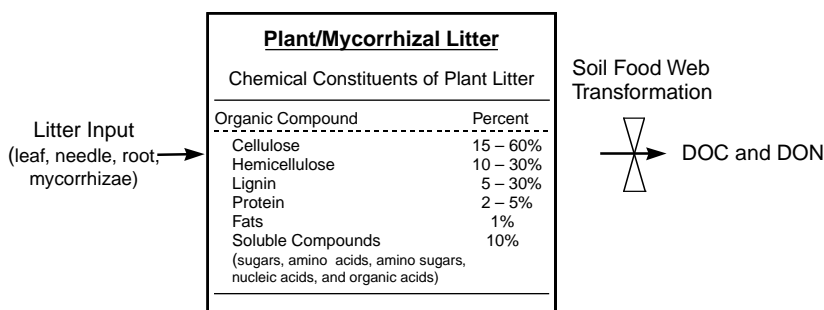 Litter Input
(leaf, needle, root,
mycorrhizae)
Plant/Mycorrhizal Litter
Chemical Constituents of Plant Litter
Organic Compound Percent
Cellulose 15 – 60%
Hemicellulose 10 – 30%
Lignin 5 – 30%
Protein 2 – 5%
Fats 1%
Soluble Compounds 10%
(sugars, amino acids, amino sugars,
nucleic acids, and organic acids)
Soil Food Web
Transformation
DOC and DON